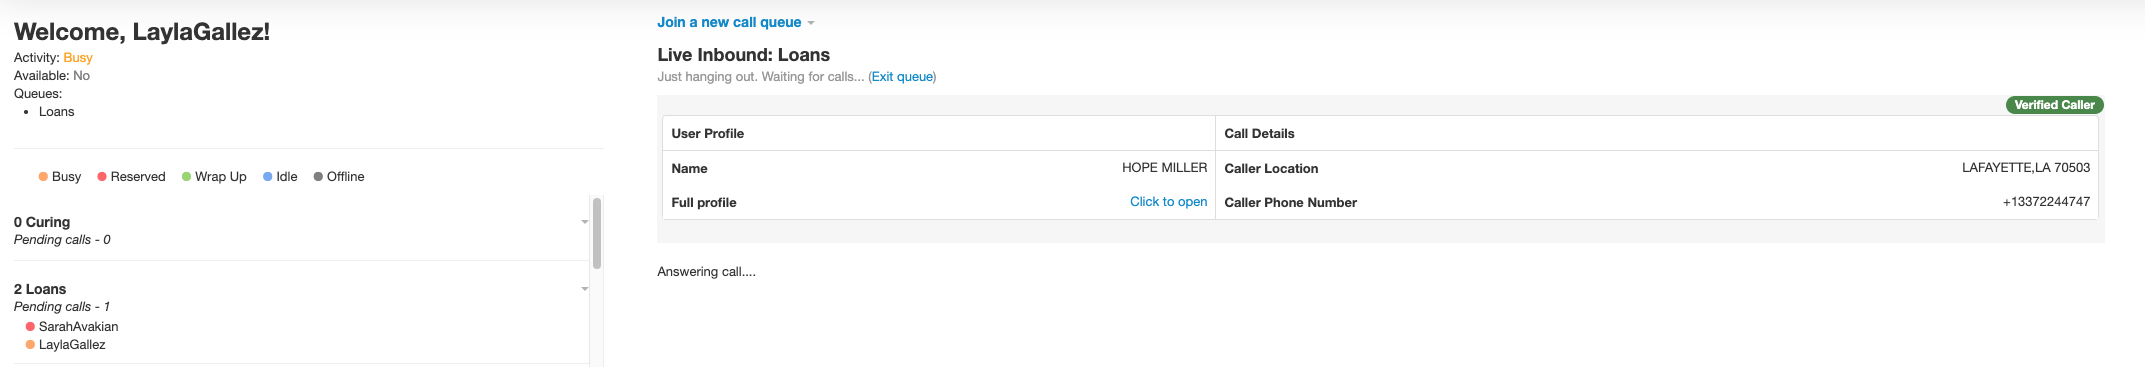 Welcome, LaylaGallez!
Activity: Busy
Available: No
Queues:
• Loans
Busy Reserved Wrap Up Idle Offline
0 Curing
Pending calls - 0
2 Loans
Pending calls - 1
SarahAvakian
LaylaGallez
Join a new call queue
Live Inbound: Loans
Just hanging out. Waiting for calls... (Exit queue)
Verified Caller
User Profile Call Details
Name HOPE MILLER Caller Location LAFAYETTE,LA 70503
Full profile Click to open Caller Phone Number +13372244747
Answering call....